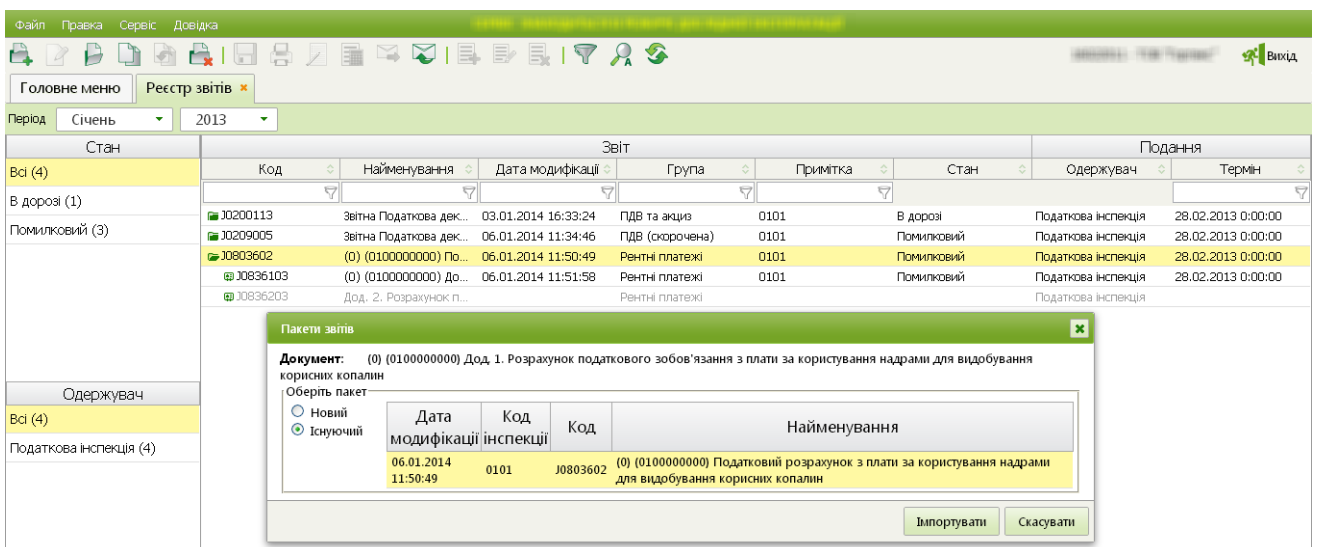 Файл Правка Сервіс Довідка
Вихід
Головне меню Реєстр звітів
Період Січень 2013
Стан Звіт Подання
Всі (4) Код Найменування Дата модифікації Група Примітка Стан Одержувач Термін
В дорозі (1)
J0200113 Звітна Податкова дек... 03.01.2014 16:33:24 ПДВ та акциз 0101 В дорозі Податкова інспекція 28.02.2013 0:00:00
Помилковий (3)
J0209005 Звітна Податкова дек... 06.01.2014 11:34:46 ПДВ (скорочена) 0101 Помилковий Податкова інспекція 28.02.2013 0:00:00
J0803602 (0) (0100000000) По... 06.01.2014 11:50:49 Рентні платежі 0101 Помилковий Податкова інспекція 28.02.2013 0:00:00
J0836103 (0) (0100000000) До... 06.01.2014 11:51:58 Рентні платежі 0101 Помилковий Податкова інспекція 28.02.2013 0:00:00
J0836203 Дод. 2. Розрахунок п... Рентні платежі Податкова інспекція
Одержувач
Всі (4)
Податкова інспекція (4)
Пакети звітів
Документ: (0) (0100000000) Дод. 1. Розрахунок податкового зобов'язання з плати за користування надрами для видобування
корисних копалин
Оберіть пакет
Новий
Існуючий
Дата модифікації Код інспекції Код Найменування
06.01.2014 11:50:49 0101 J0803602 (0) (0100000000) Податковий розрахунок з плати за користування надрами
для видобування корисних копалин
Імпортувати Скасувати